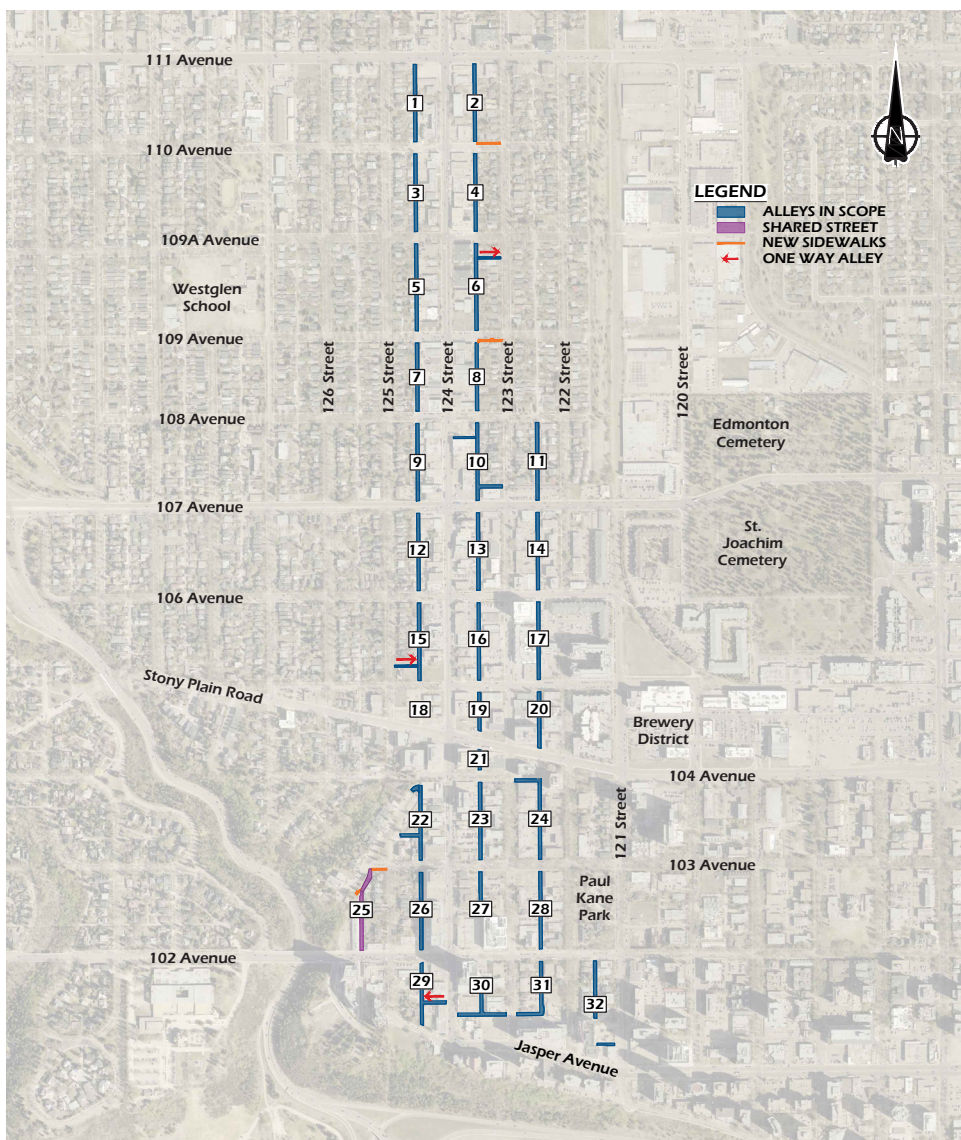 111 Avenue
1
2
110 Avenue
3
4
LEGEND
ALLEYS IN SCOPE
SHARED STREET
NEW SIDEWALKS
ONE WAY ALLEY
109A Avenue
Westglen
School
5
6
109 Avenue
126 Street
125 Street
124 Street
123 Street
122 Street
120 Street
7
8
108 Avenue
Edmonton
Cemetery
9
10
11
107 Avenue
St.
Joachim
Cemetery
12
13
14
106 Avenue
15
16
17
Stony Plain Road
18
19
20
Brewery
District
21
104 Avenue
22
23
24
121 Street
103 Avenue
25
26
27
28
Paul
Kane
Park
102 Avenue
29
30
31
32
Jasper Avenue